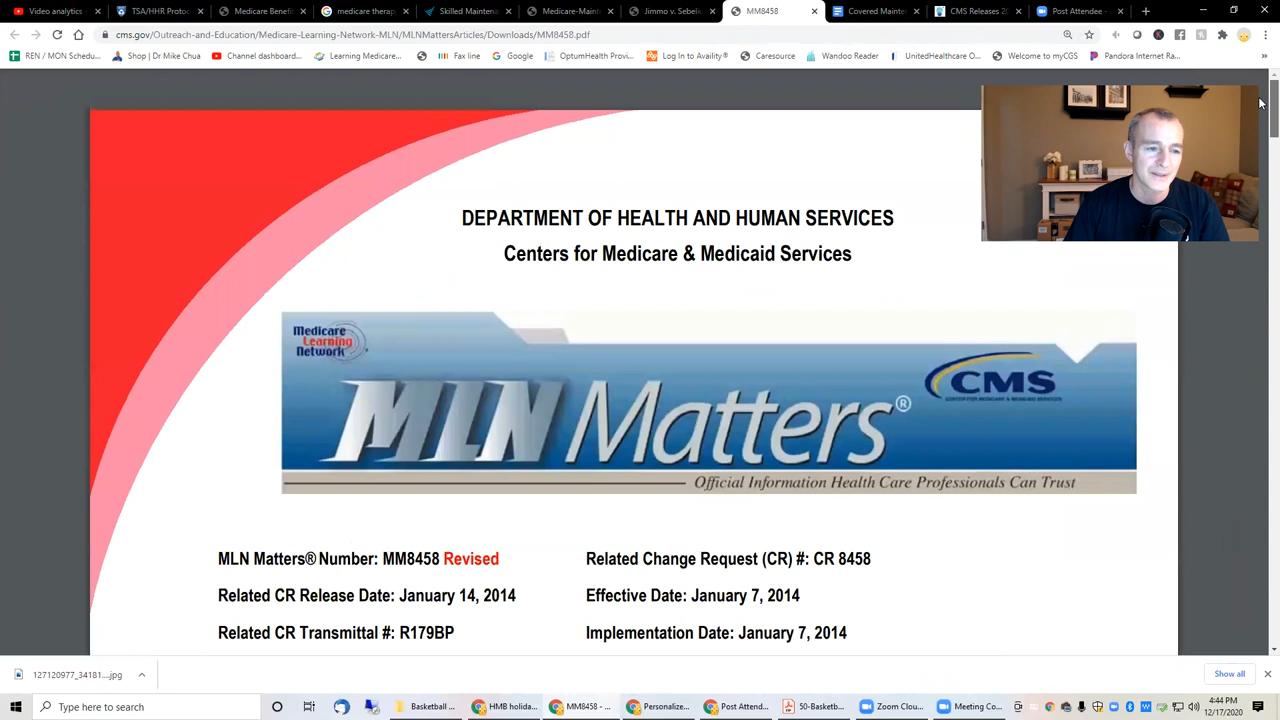 Video analytics
TSA/HHR Protoc
Medicare Benefi
medicare therap
Skilled Maintena
Medicare-Maint
Jimmo v. Sebeli
MM8458
Covered Mainte
CMS Releases 20
Post Attendee -
cms.gov/Outreach-and-Education/Medicare-Learning-Network-MLN/MLNMattersArticles/Downloads/MM8458.pdf
REN / MON Schedu...
Shop | Dr Mike Chua
Channel dashboard...
Learning Medicare...
Fax line
Google
OptumHealth Provi...
Log In to Availity®
Caresource
Wandoo Reader
UnitedHealthcare O...
Welcome to myCGS
Pandora Internet Ra...
DEPARTMENT OF HEALTH AND HUMAN SERVICES
Centers for Medicare & Medicaid Services
Medicare
Learning
Network
MLN Matters®
CMS
Official Information Health Care Professionals Can Trust
MLN Matters® Number: MM8458 Revised
Related Change Request (CR) #: CR 8458
Related CR Release Date: January 14, 2014
Effective Date: January 7, 2014
Related CR Transmittal #: R179BP
Implementation Date: January 7, 2014
127120977_34181....jpg
Show all
Type here to search
Basketball ...
HMB holida...
MM8458 - ...
Personalize...
Post Attend...
50-Basketb...
Zoom Clou...
Meeting Co...
4:44 PM
12/17/2020